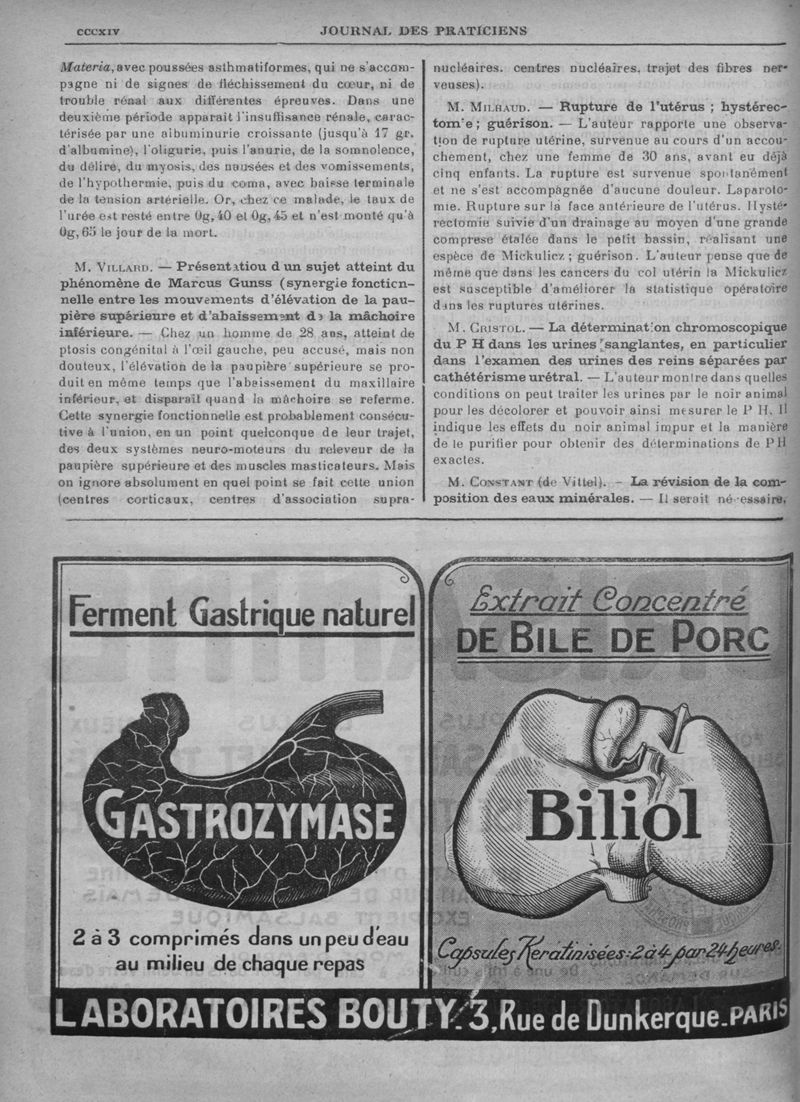 CCCXIV
JOURNAL DES PRATICIENS
Materia, avec poussées asthmatiformes, qui ne s'accom-
pagne ni de signes de fléchissement du cœur, ni de
trouble rénal aux différentes épreuves. Dans une
deuxième période apparaît l'insuffisance rénale, carac-
térisée par une albuminurie croissante (jusqu'à 17 gr.
d'albumine), l'oligurie, puis l'anurie, de la somnolence,
du délire, du myosis, des nausées et des vomissements,
de l'hypothermie, puis du coma, avec baisse terminale
de la tension artérielle. Or, chez ce malade, le taux de
l'urée est resté entre 0g,40 et 0g,45 et n'est monté qu'à
0g,65 le jour de la mort.
M. VILLARD. — Présentatiou d un sujet atteint du
phénomène de Marcus Gunss (synergie foncticn-
nelle entre les mouvements d'élévation de la pau-
pière supérieure et d'abaissement de la mâchoire
inférieure. — Chez un homme de 28 ans, atteint de
ptosis congénital à l'œil gauche, peu accusé, mais non
douteux, l'élévation de la paupière supérieure se pro-
duit en même temps que l'abaissement du maxillaire
inférieur, et disparaît quand la mâchoire se referme.
Cette synergie fonctionnelle est probablement consécu-
tive à l'union, en un point quelconque de leur trajet,
des deux systèmes neuro-moteurs du releveur de la
paupière supérieure et des muscles masticateurs. Mais
on ignore absolument en quel point se fait cette union
(centres corticaux, centres d'association supra-
nucléaires. centres nucléaires, trajet des fibres ner-
veuses).
M. MILHAUD. — Rupture de l'utérus ; hystérec-
tomie ; guérison. — L'auteur rapporte une observa-
tion de rupture utérine, survenue au cours d'un accou-
chement, chez une femme de 30 ans, avant eu déjà
cinq enfants. La rupture est survenue spontanément
et ne s'est accompagnée d'aucune douleur. Laparoto-
mie. Rupture sur la face antérieure de l'utérus. Hysté-
rectomie suivie d'un drainage au moyen d'une grande
comprese étalée dans le petit bassin, réalisant une
espèce de Mickulicz ; guérison. L'auteur pense que de
même que dans les cancers du col utérin la Mickulicz
est susceptible d'améliorer la statistique opératoire
dans les ruptures utérines.
M. CRISTOL. — La détermination chromoscopique
du P H dans les urines sanglantes, en particulier
dans l'examen des urines des reins séparées par
cathétérisme urétral. — L'auteur montre dans quelles
conditions on peut traiter les urines par le noir animal
pour les décolorer et pouvoir ainsi mesurer le P H. Il
indique les effets du noir animal impur et la manière
de le purifier pour obtenir des déterminations de P H
exactes.
M. CONSTANT (de Vittel). — La révision de la com-
position des eaux minérales. — Il serait nécessaire,
Ferment Gastrique naturel
GASTROZYMASE
2 à 3 comprimés dans un peu d'eau
au milieu de chaque repas
Extrait Concentré
DE BILE DE PORC
Biliol
Capsules Kératinisées: 2 à 4 par 24 heures.
LABORATOIRES BOUTY. 3, Rue de Dunkerque_PARIS